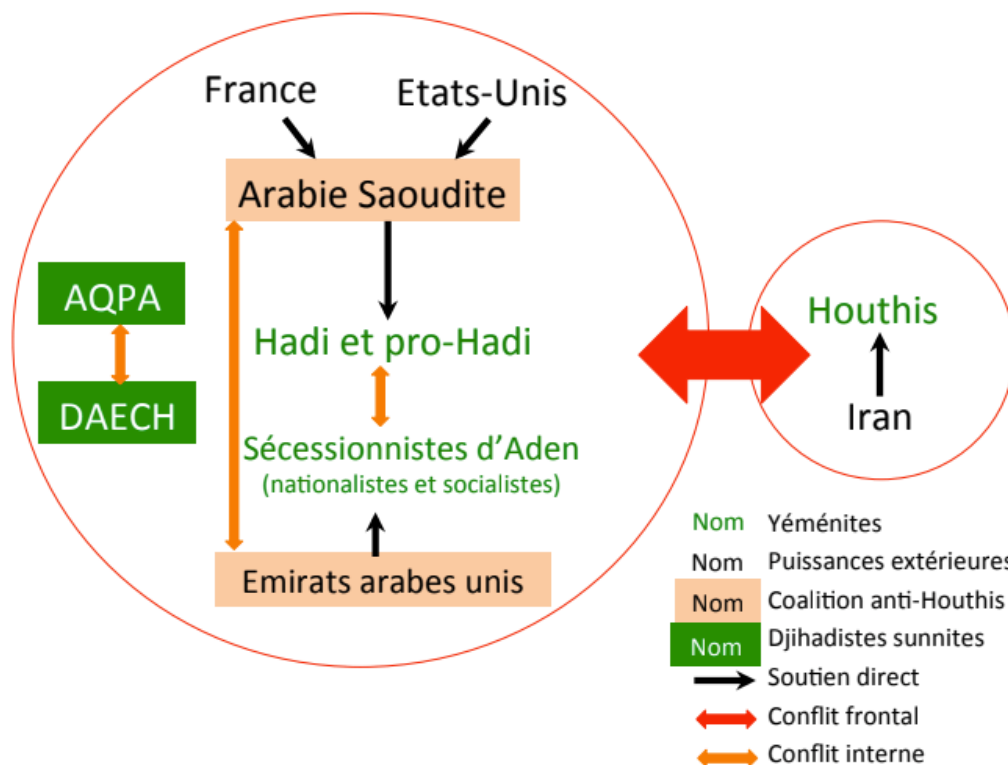 France
Etats-Unis
Arabie Saoudite
AQPA
DAECH
Hadi et pro-Hadi
Sécessionnistes d’Aden
(nationalistes et socialistes)
Emirats arabes unis
Houthis
Iran
Nom Yéménites
Nom Puissances extérieures
Nom Coalition anti-Houthis
Nom Djihadistes sunnites
Soutien direct
Conflit frontal
Conflit interne